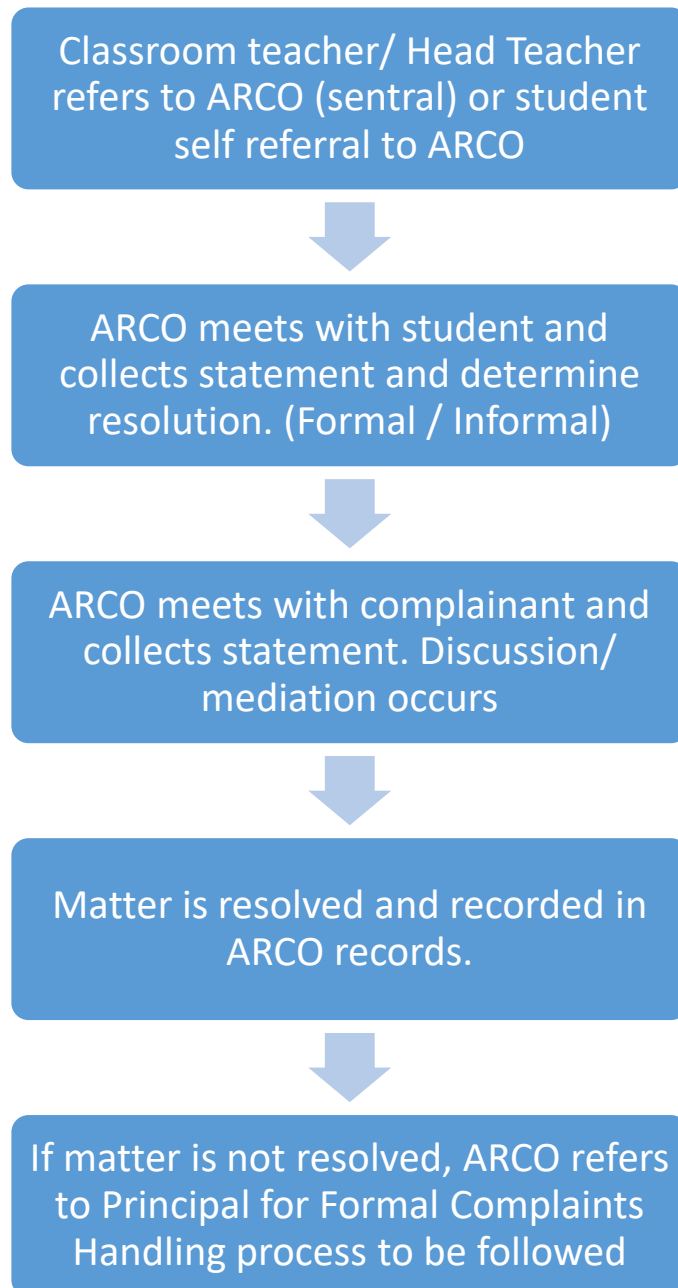 Classroom teacher/ Head Teacher
refers to ARCO (sentral) or student
self referral to ARCO
ARCO meets with student and
collects statement and determine
resolution. (Formal / Informal)
ARCO meets with complainant and
collects statement. Discussion/
mediation occurs
Matter is resolved and recorded in
ARCO records.
If matter is not resolved, ARCO refers
to Principal for Formal Complaints
Handling process to be followed